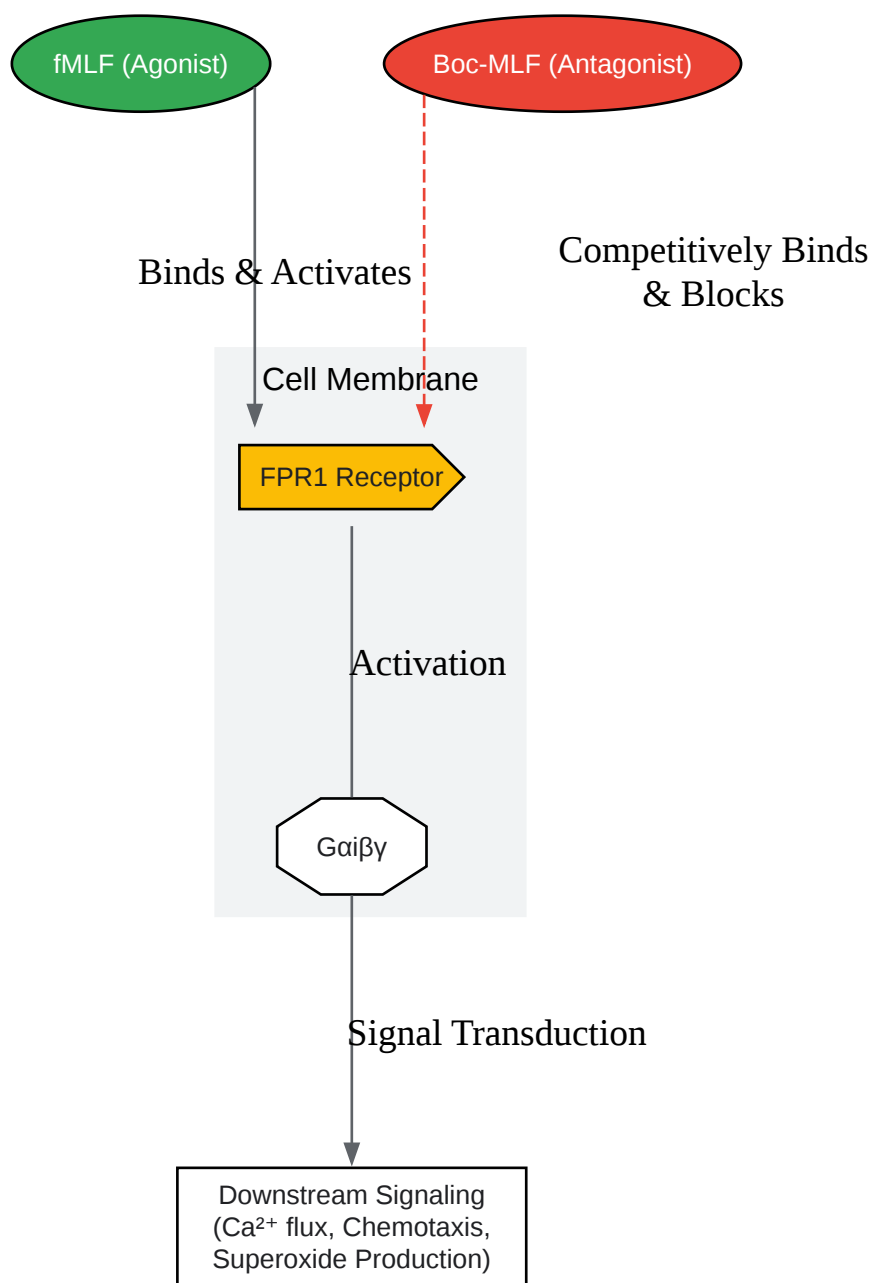 fMLF (Agonist)
Boc-MLF (Antagonist)
Binds & Activates
Competitively Binds
& Blocks
Cell Membrane
FPR1 Receptor
Activation
Gαiβγ
Signal Transduction
Downstream Signaling
(Ca²⁺ flux, Chemotaxis,
Superoxide Production)